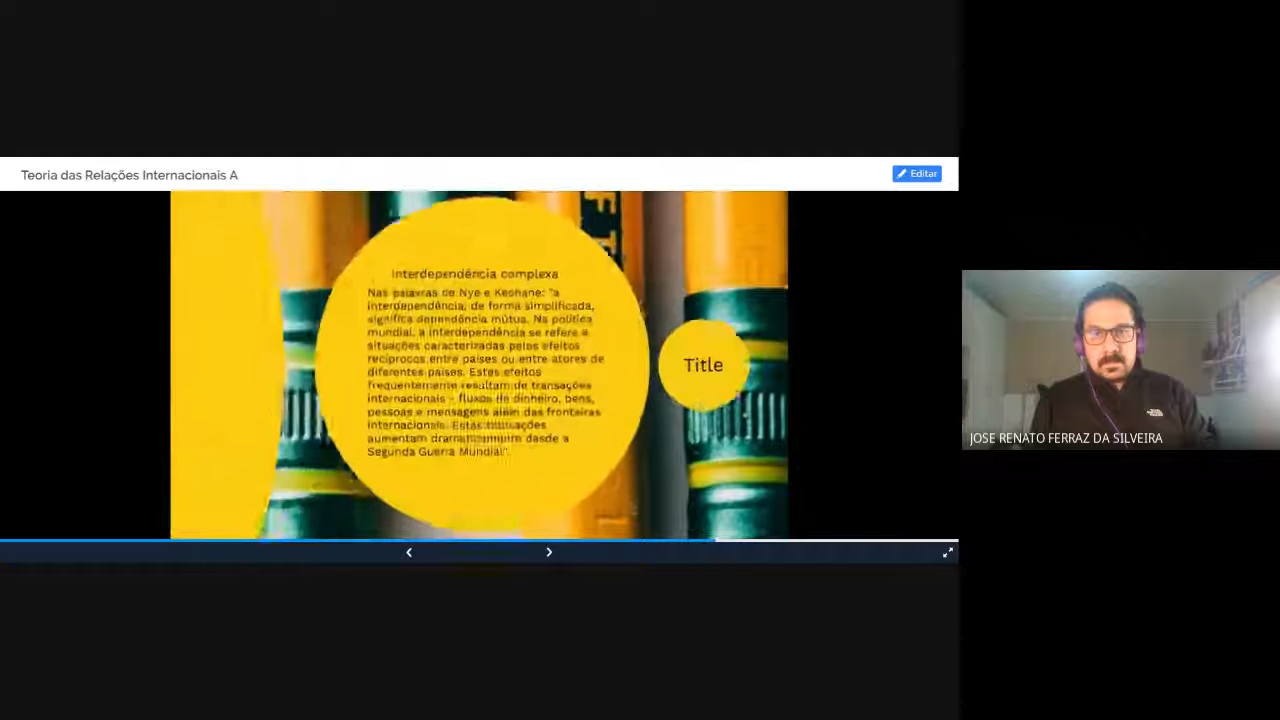 Teoria das Relações Internacionais A
Editar
Interdependência complexa
Nas palavras de Nye e Keohane: "a
interdependência, de forma simplificada,
significa dependência mútua. Na política
mundial, a interdependência se refere a
situações caracterizadas pelos efeitos
recíprocos entre países ou entre atores de
diferentes países. Estes efeitos
frequentemente resultam de transações
internacionais - fluxos de dinheiro, bens,
pessoas e mensagens além das fronteiras
internacionais. Estas transações
aumentam dramaticamente desde a
Segunda Guerra Mundial".
Title
JOSE RENATO FERRAZ DA SILVEIRA